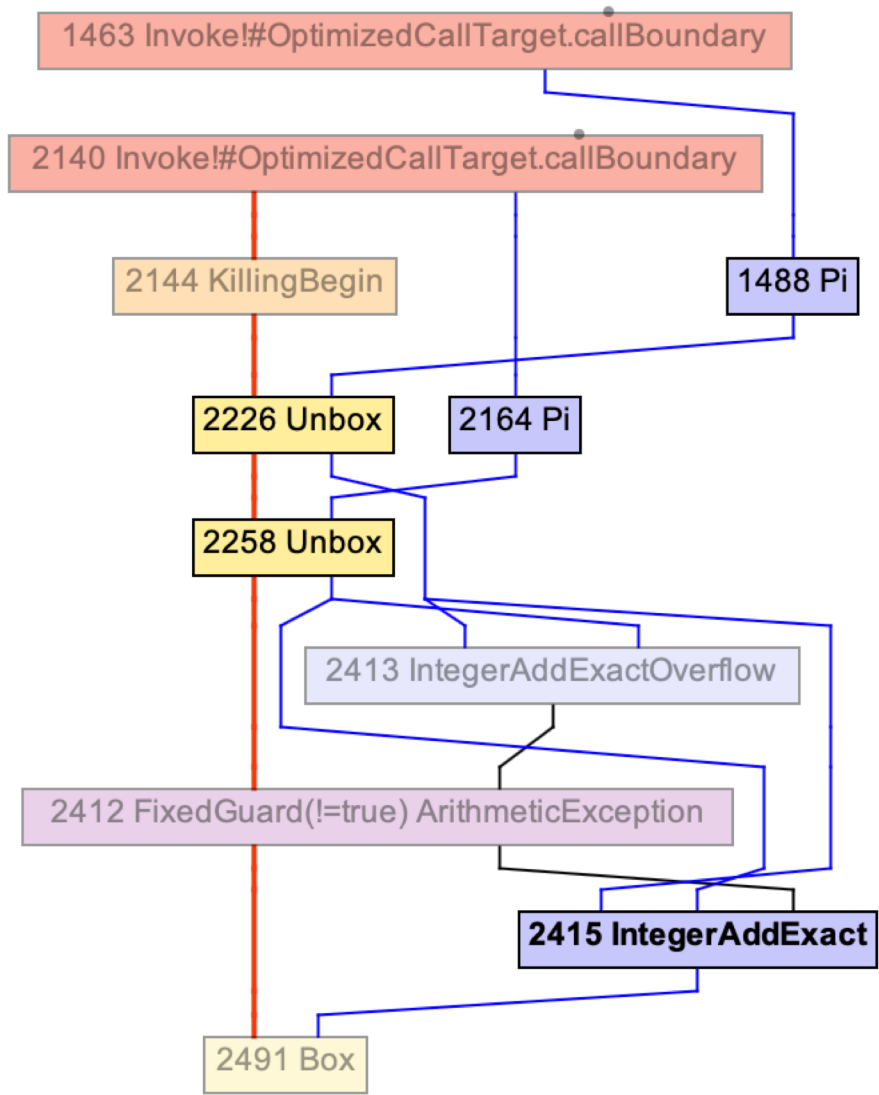 1463 Invoke!#OptimizedCallTarget.callBoundary
2140 Invoke!#OptimizedCallTarget.callBoundary
2144 KillingBegin
1488 Pi
2226 Unbox
2164 Pi
2258 Unbox
2413 IntegerAddExactOverflow
2412 FixedGuard(!=true) ArithmeticException
2415 IntegerAddExact
2491 Box